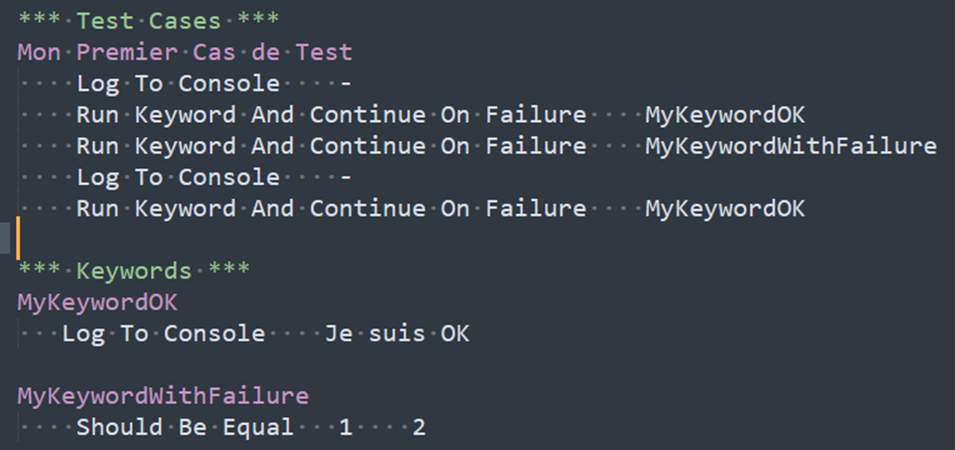 *** Test Cases ***
Mon Premier Cas de Test
    Log To Console    -
    Run Keyword And Continue On Failure    MyKeywordOK
    Run Keyword And Continue On Failure    MyKeywordWithFailure
    Log To Console    -
    Run Keyword And Continue On Failure    MyKeywordOK

*** Keywords ***
MyKeywordOK
   Log To Console    Je suis OK

MyKeywordWithFailure
    Should Be Equal   1    2